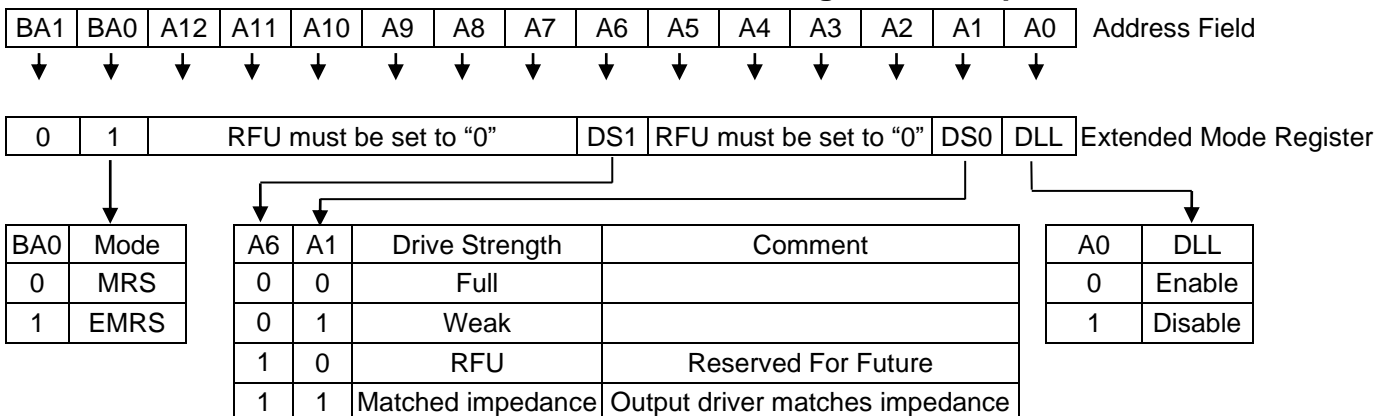 BA1 BA0 A12 A11 A10 A9 A8 A7 A6 A5 A4 A3 A2 A1 A0 Address Field
0 1 RFU must be set to “0” DS1 RFU must be set to “0” DS0 DLL Extended Mode Register
BA0 Mode
0 MRS
1 EMRS
A6 A1 Drive Strength Comment
0 0 Full
0 1 Weak
1 0 RFU Reserved For Future
1 1 Matched impedance Output driver matches impedance
A0 DLL
0 Enable
1 Disable